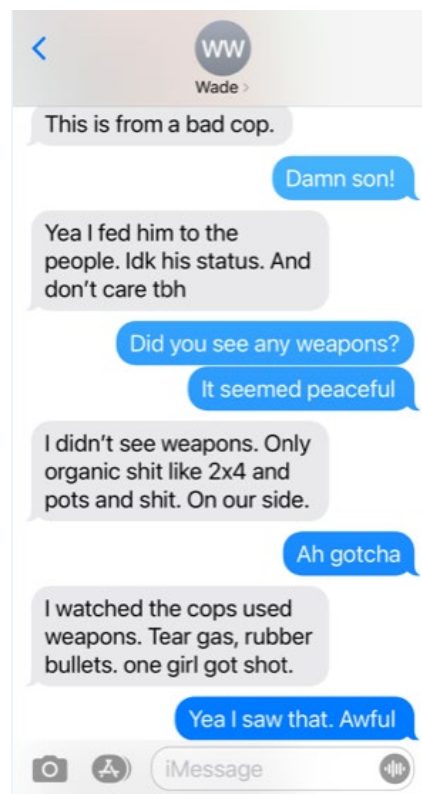 WW
Wade >
This is from a bad cop.
Damn son!
Yea I fed him to the
people. Idk his status. And
don't care tbh
Did you see any weapons?
It seemed peaceful
I didn't see weapons. Only
organic shit like 2x4 and
pots and shit. On our side.
Ah gotcha
I watched the cops used
weapons. Tear gas, rubber
bullets. one girl got shot.
Yea I saw that. Awful
iMessage